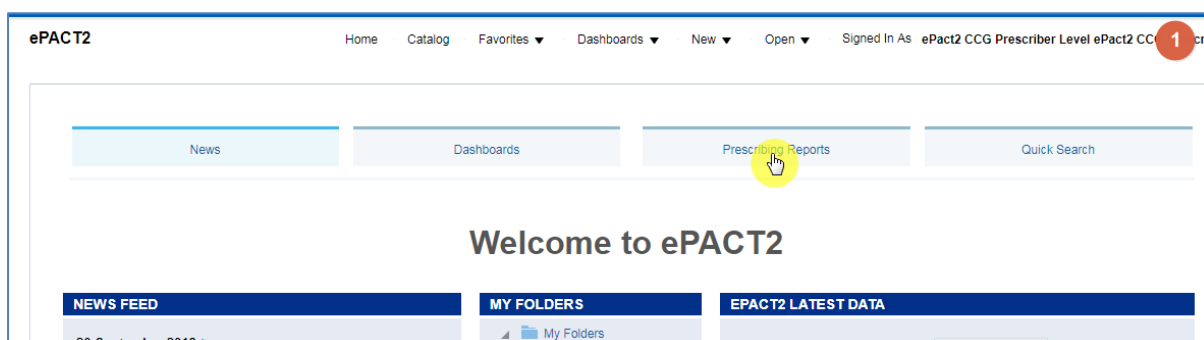 ePACT2 Home Catalog Favorites ▼ Dashboards ▼ New ▼ Open ▼ Signed In As ePact2 CCG Prescriber Level ePact2 1
News Dashboards Prescribing Reports Quick Search
Welcome to ePACT2
NEWS FEED MY FOLDERS EPACT2 LATEST DATA
My Folders